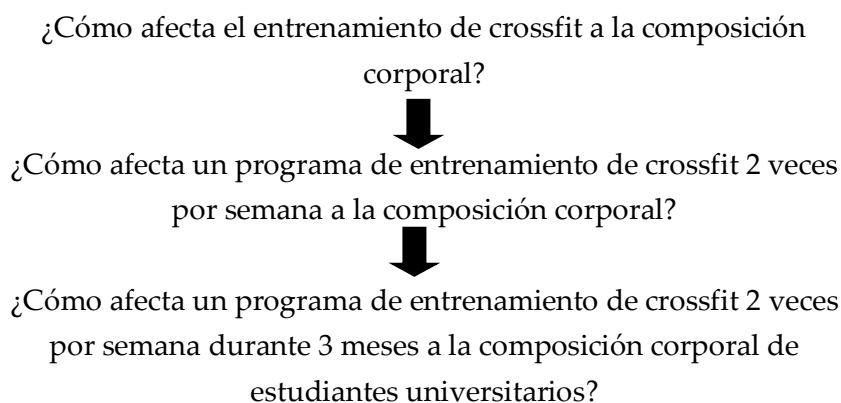 ¿Cómo afecta el entrenamiento de crossfit a la composición
corporal?
¿Cómo afecta un programa de entrenamiento de crossfit 2 veces
por semana a la composición corporal?
¿Cómo afecta un programa de entrenamiento de crossfit 2 veces
por semana durante 3 meses a la composición corporal de
estudiantes universitarios?